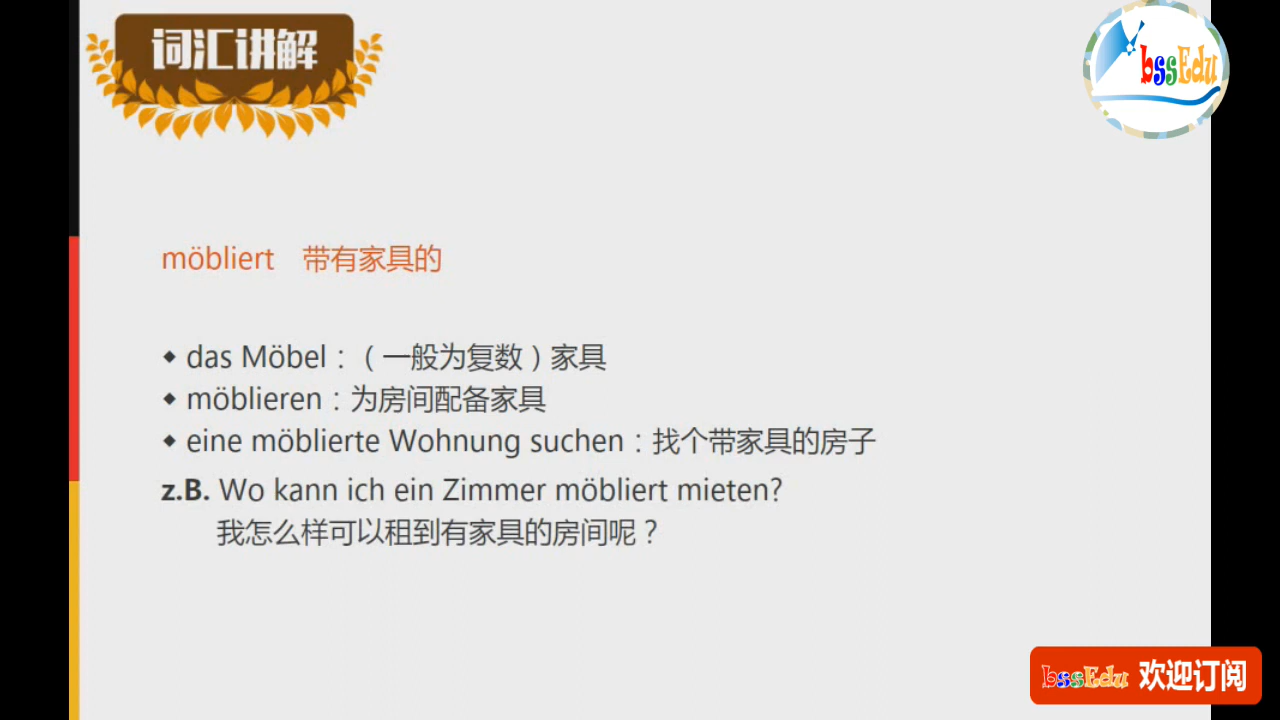 词汇讲解
bssEdu
möbliert 带有家具的
◆ das Möbel：（一般为复数）家具
◆ möblieren：为房间配备家具
◆ eine möblierte Wohnung suchen：找个带家具的房子
z.B. Wo kann ich ein Zimmer möbliert mieten?
我怎么样可以租到有家具的房间呢？
bssEdu 欢迎订阅